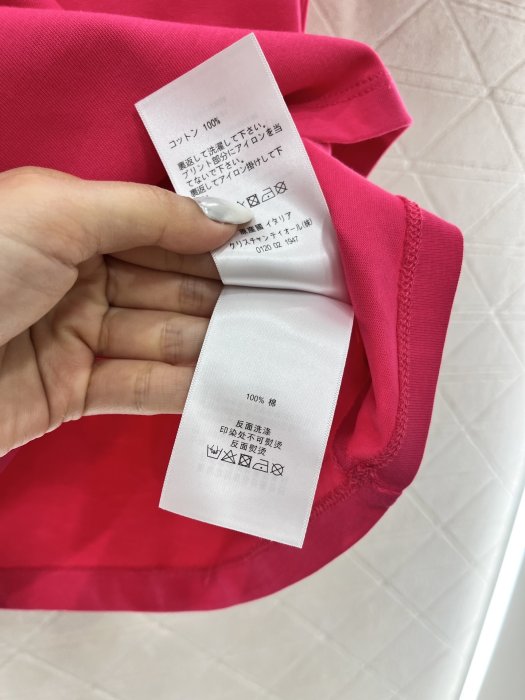 コットン 100%
裏返して洗濯して下さい。
プリント部分にアイロンを当
てないで下さい。
裏返してアイロン掛けして下
イタリア
クリスチャンディオール(株)
0120 02 1947
100% 棉
反面洗涤
印染处不可熨烫
反面熨烫